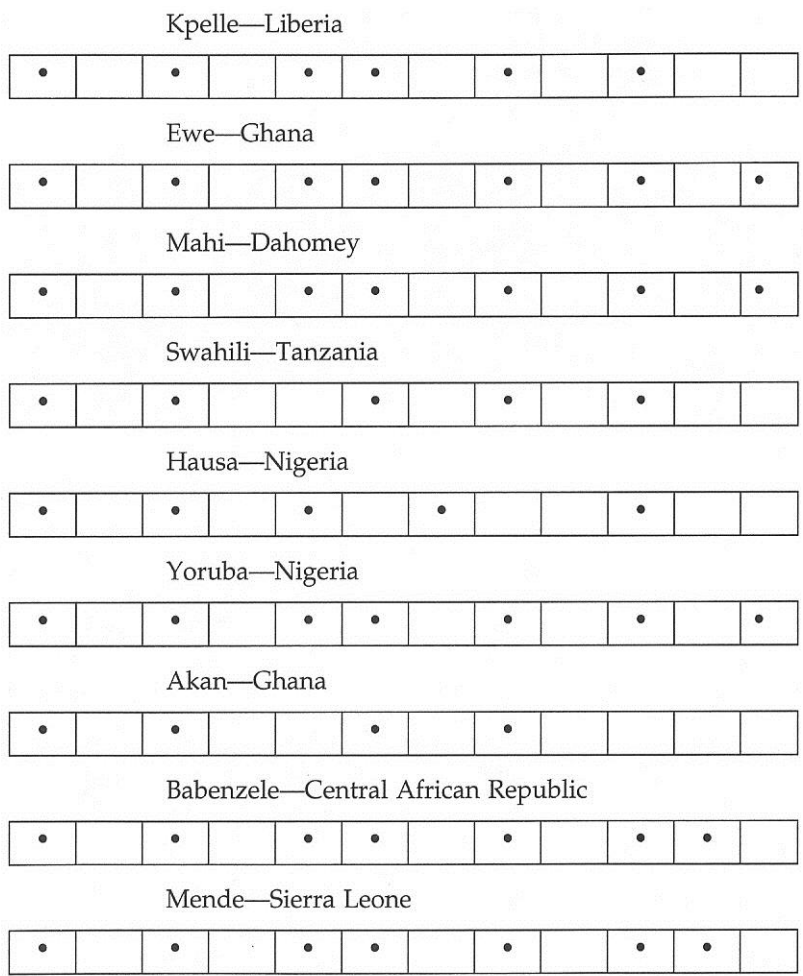 Kpelle—Liberia
Ewe—Ghana
Mahi—Dahomey
Swahili—Tanzania
Hausa—Nigeria
Yoruba—Nigeria
Akan—Ghana
Babenzele—Central African Republic
Mende—Sierra Leone